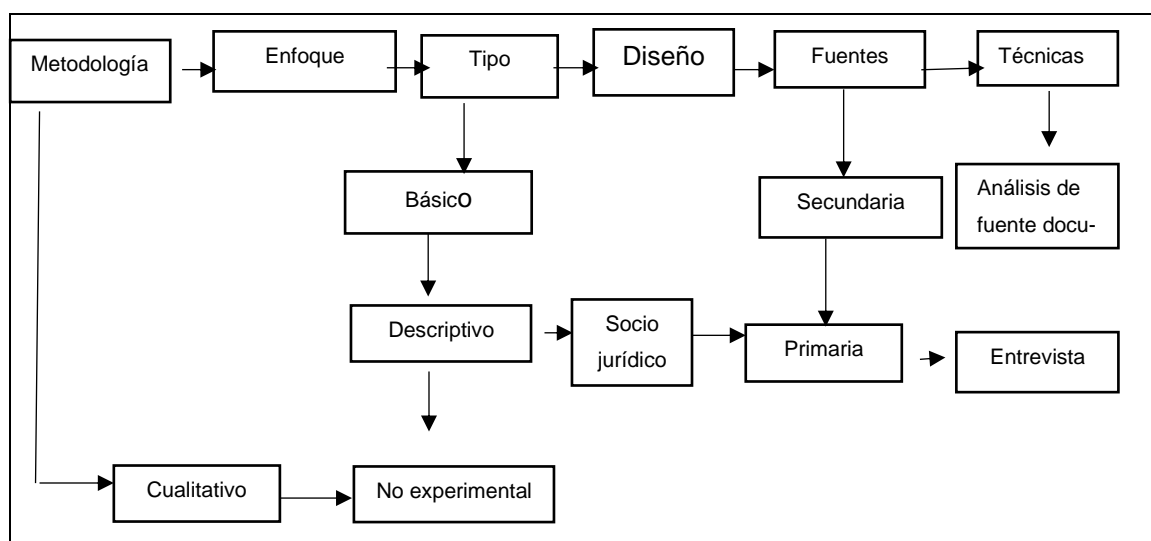 Metodología
Enfoque
Tipo
Diseño
Fuentes
Técnicas
Básico
Secundaria
Análisis de
fuente docu-
Descriptivo
Socio
jurídico
Primaria
Entrevista
Cualitativo
No experimental